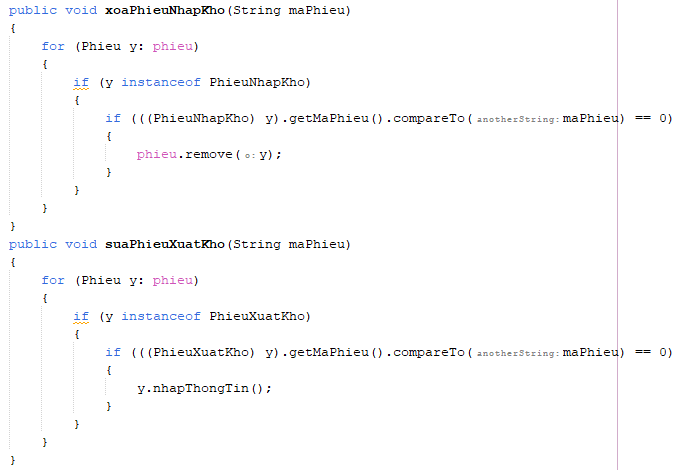 public void xoaPhieuNhapKho(String maPhieu)
{
    for (Phieu y: phieu)
    {
        if (y instanceof PhieuNhapKho)
        {
            if (((PhieuNhapKho) y).getMaPhieu().compareTo( anotherString: maPhieu) == 0)
            {
                phieu.remove( o: y);
            }
        }
    }
}
public void suaPhieuXuatKho(String maPhieu)
{
    for (Phieu y: phieu)
    {
        if (y instanceof PhieuXuatKho)
        {
            if (((PhieuXuatKho) y).getMaPhieu().compareTo( anotherString: maPhieu) == 0)
            {
                y.nhapThongTin();
            }
        }
    }
}